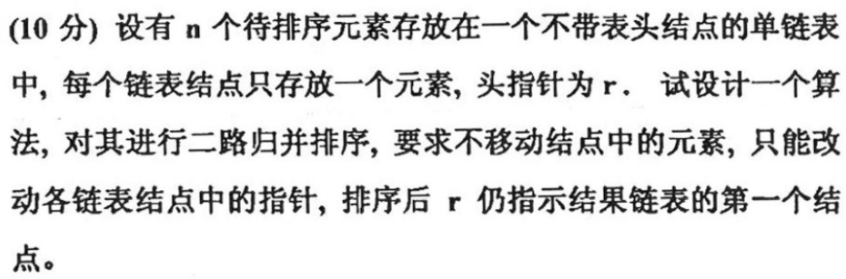 (10 分) 设有 n 个待排序元素存放在一个不带表头结点的单链表
中, 每个链表结点只存放一个元素, 头指针为 r． 试设计一个算
法, 对其进行二路归并排序, 要求不移动结点中的元素, 只能改
动各链表结点中的指针, 排序后 r 仍指示结果链表的第一个结
点。